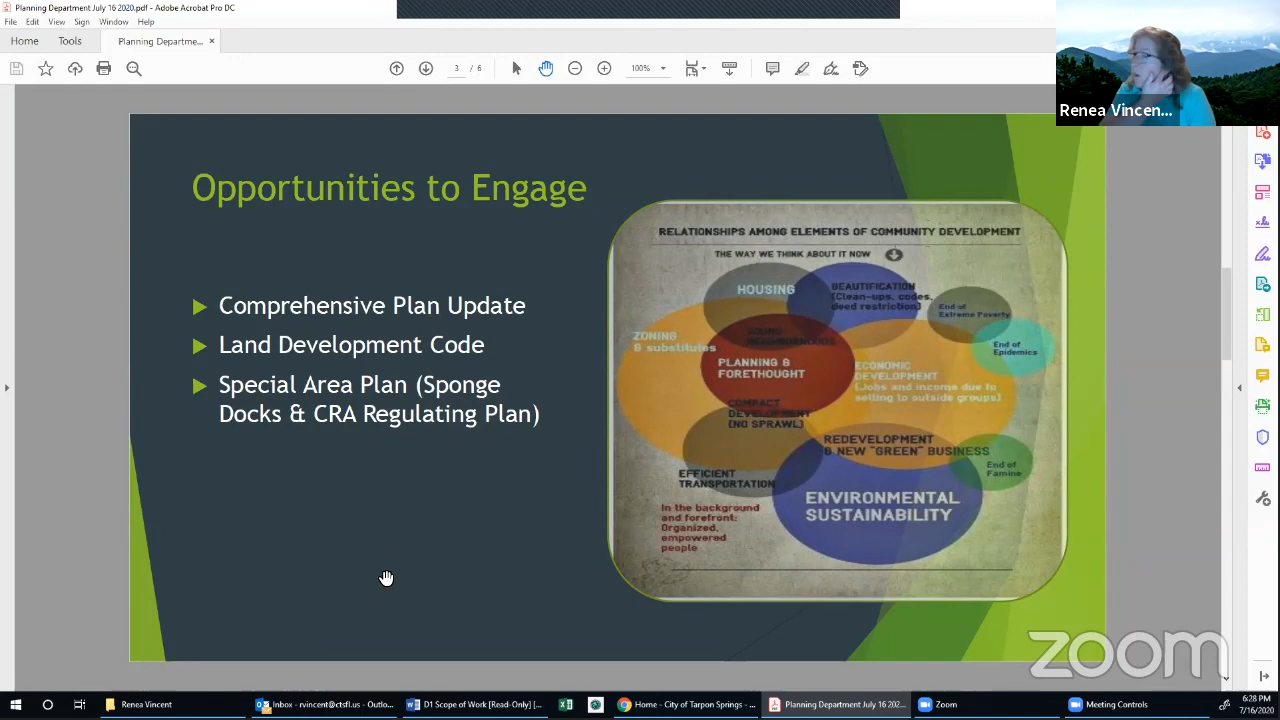 Planning Department July 16 2020.pdf - Adobe Acrobat Pro DC
File Edit View Sign Window Help
Home Tools Planning Departme... ×
3 / 6 100%
Renea Vincen...
Opportunities to Engage
Comprehensive Plan Update
Land Development Code
Special Area Plan (Sponge
Docks & CRA Regulating Plan)
RELATIONSHIPS AMONG ELEMENTS OF COMMUNITY DEVELOPMENT
THE WAY WE THINK ABOUT IT NOW
HOUSING
BEAUTIFICATION
(Clean-ups, codes,
deed restriction)
End of
Extreme Poverty
ZONING
& substitutes
SOUND
NEIGHBORHOODS
End of
Epidemics
PLANNING &
FORETHOUGHT
ECONOMIC
DEVELOPMENT
(Jobs and income due to
selling to outside groups)
COMPACT
DEVELOPMENT
(NO SPRAWL)
REDEVELOPMENT
& NEW "GREEN" BUSINESS
End of
Famine
EFFICIENT
TRANSPORTATION
ENVIRONMENTAL
SUSTAINABILITY
In the background
and forefront:
Organized,
empowered
people
zoom
Renea Vincent
Inbox - rvincent@ctsfl.us - Outlo...
D1 Scope of Work [Read-Only] [...
Home - City of Tarpon Springs - ...
Planning Department July 16 202...
Zoom
Meeting Controls
6:28 PM
7/16/2020